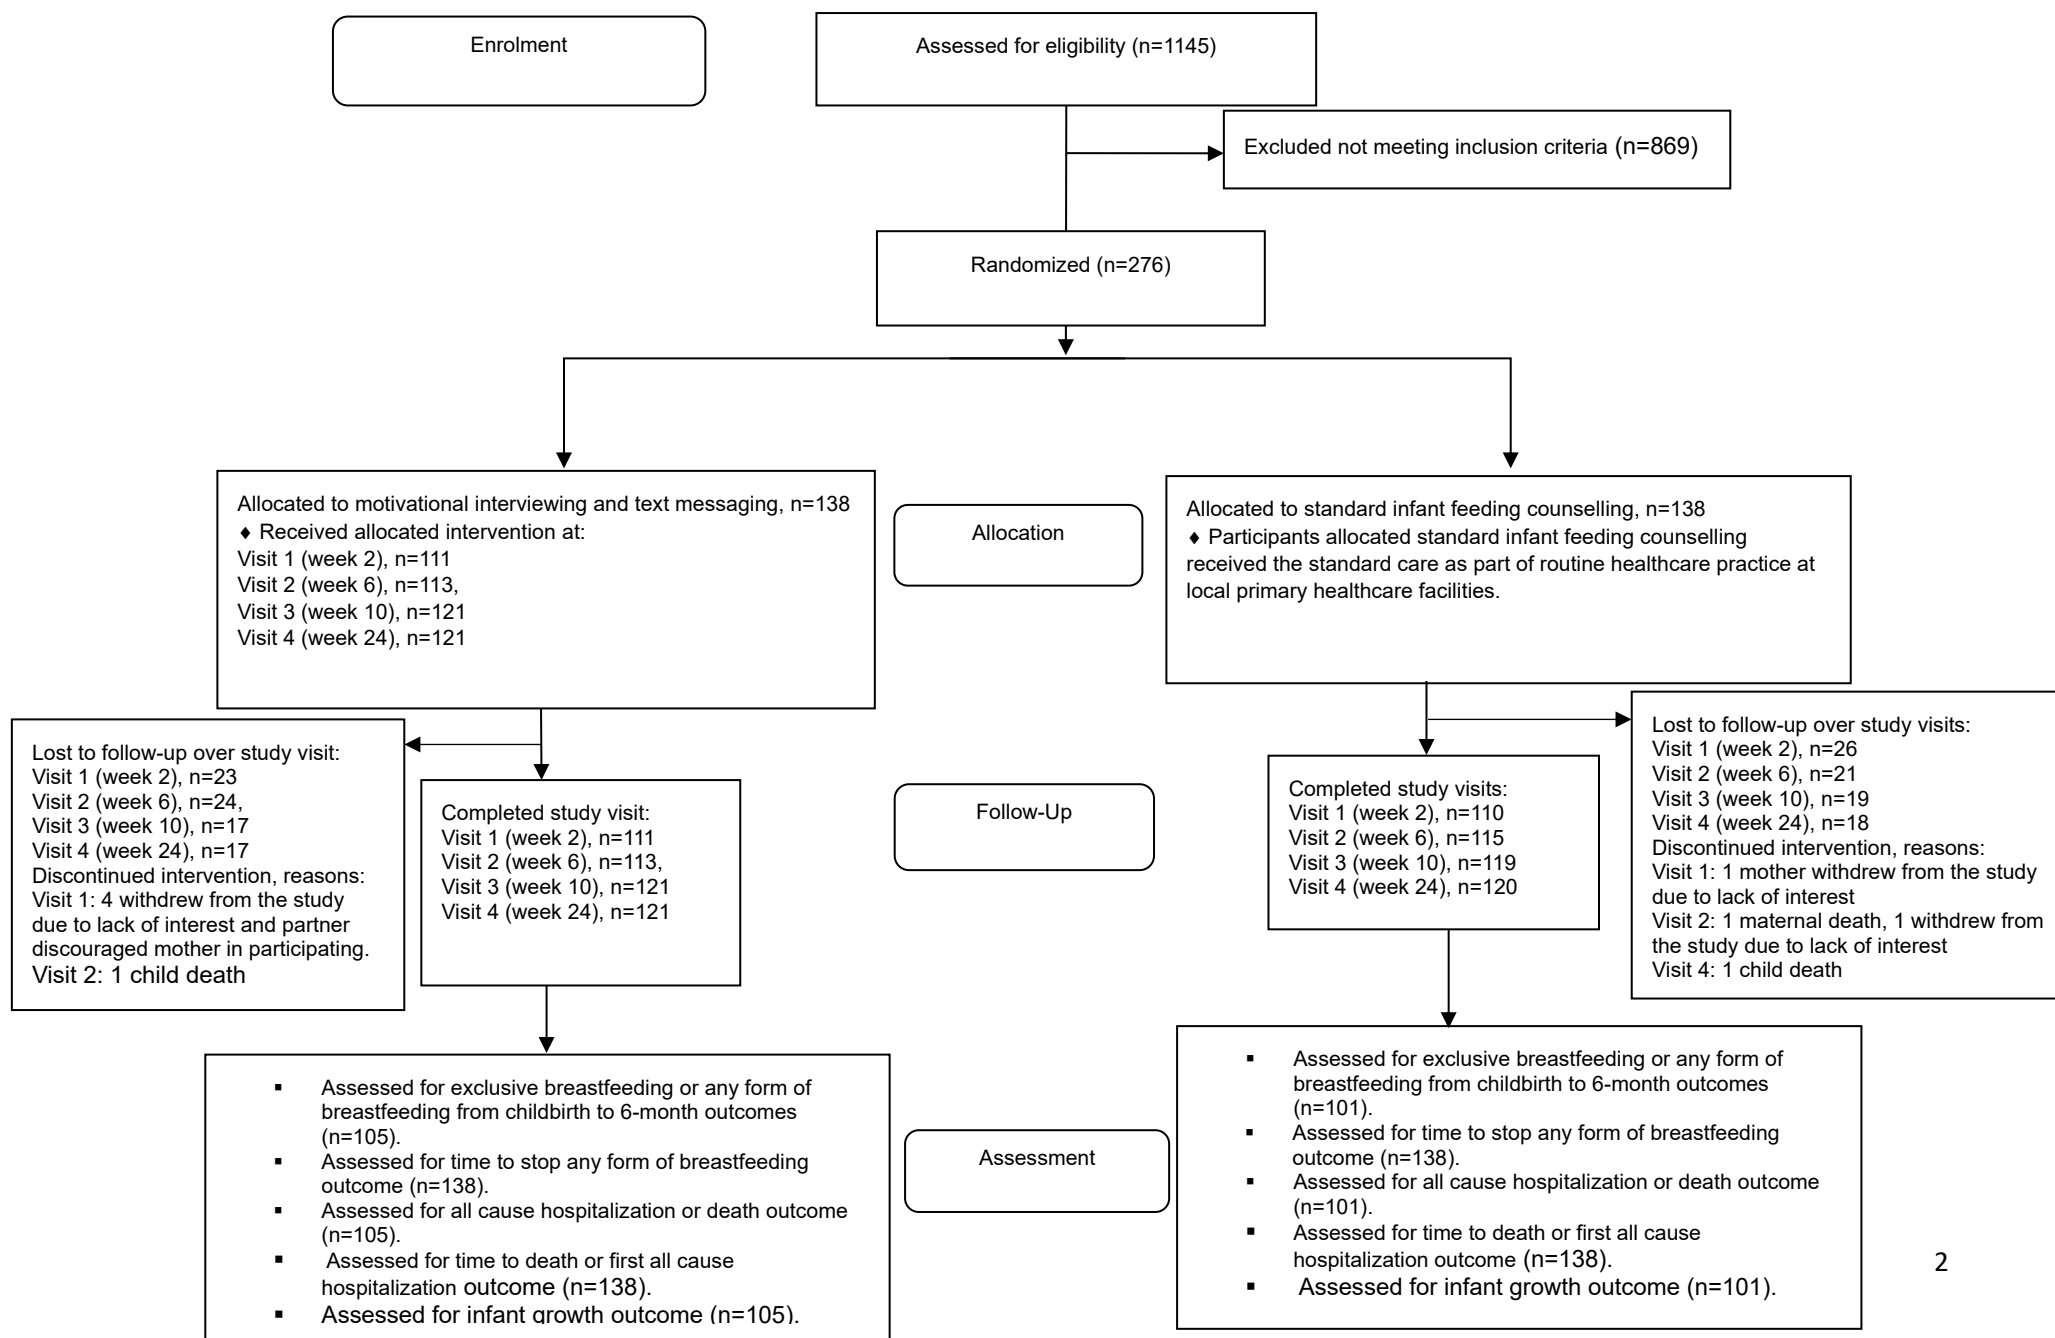 Enrolment
Assessed for eligibility (n=1145)
Excluded not meeting inclusion criteria (n=869)
Randomized (n=276)
Allocated to motivational interviewing and text messaging, n=138
♦ Received allocated intervention at:
Visit 1 (week 2), n=111
Visit 2 (week 6), n=113,
Visit 3 (week 10), n=121
Visit 4 (week 24), n=121
Allocation
Allocated to standard infant feeding counselling, n=138
♦ Participants allocated standard infant feeding counselling
received the standard care as part of routine healthcare practice at
local primary healthcare facilities.
Lost to follow-up over study visit:
Visit 1 (week 2), n=23
Visit 2 (week 6), n=24,
Visit 3 (week 10), n=17
Visit 4 (week 24), n=17
Discontinued intervention, reasons:
Visit 1: 4 withdrew from the study
due to lack of interest and partner
discouraged mother in participating.
Visit 2: 1 child death
Completed study visit:
Visit 1 (week 2), n=111
Visit 2 (week 6), n=113,
Visit 3 (week 10), n=121
Visit 4 (week 24), n=121
Follow-Up
Completed study visits:
Visit 1 (week 2), n=110
Visit 2 (week 6), n=115
Visit 3 (week 10), n=119
Visit 4 (week 24), n=120
Lost to follow-up over study visits:
Visit 1 (week 2), n=26
Visit 2 (week 6), n=21
Visit 3 (week 10), n=19
Visit 4 (week 24), n=18
Discontinued intervention, reasons:
Visit 1: 1 mother withdrew from the study
due to lack of interest
Visit 2: 1 maternal death, 1 withdrew from
the study due to lack of interest
Visit 4: 1 child death
▪ Assessed for exclusive breastfeeding or any form of
breastfeeding from childbirth to 6-month outcomes
(n=105).
▪ Assessed for time to stop any form of breastfeeding
outcome (n=138).
▪ Assessed for all cause hospitalization or death outcome
(n=105).
▪ Assessed for time to death or first all cause
hospitalization outcome (n=138).
▪ Assessed for infant growth outcome (n=105).
Assessment
▪ Assessed for exclusive breastfeeding or any form of
breastfeeding from childbirth to 6-month outcomes
(n=101).
▪ Assessed for time to stop any form of breastfeeding
outcome (n=138).
▪ Assessed for all cause hospitalization or death outcome
(n=101).
▪ Assessed for time to death or first all cause
hospitalization outcome (n=138).
▪ Assessed for infant growth outcome (n=101).
2